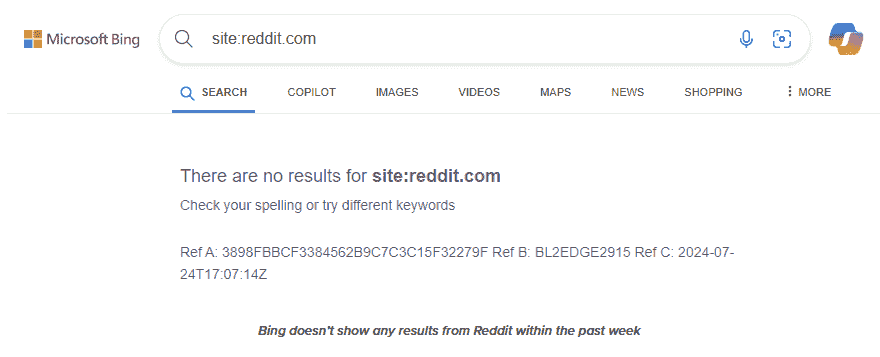 Microsoft Bing
site:reddit.com
SEARCH COPILOT IMAGES VIDEOS MAPS NEWS SHOPPING MORE
There are no results for site:reddit.com
Check your spelling or try different keywords
Ref A: 3898FBBCF3384562B9C7C3C15F32279F Ref B: BL2EDGE2915 Ref C: 2024-07-
24T17:07:14Z
Bing doesn't show any results from Reddit within the past week